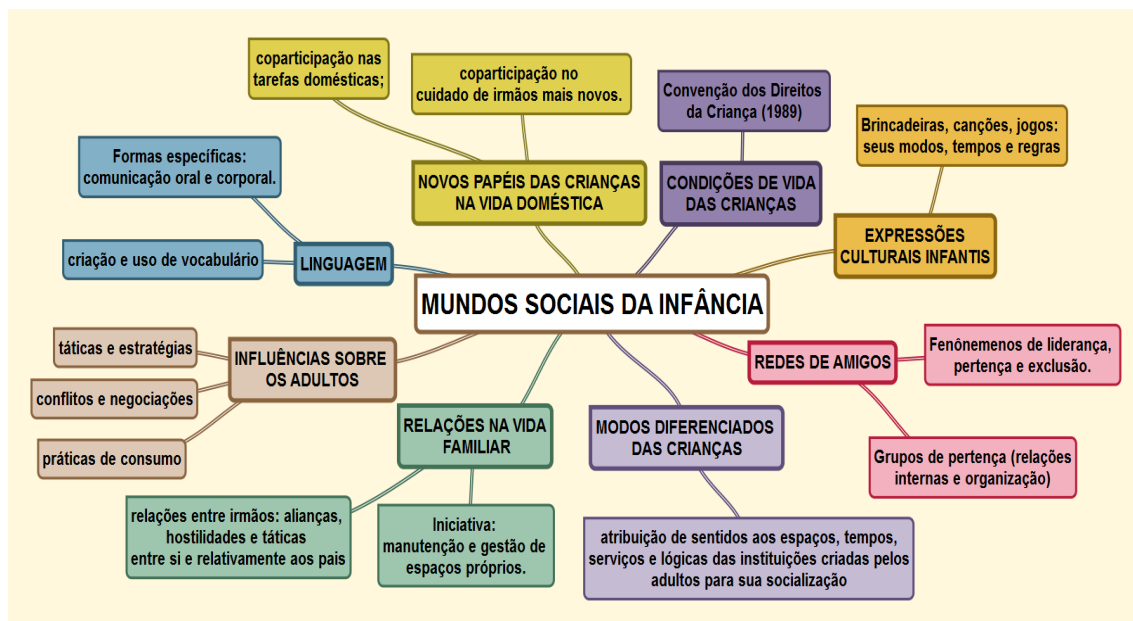 coparticipação nas
tarefas domésticas;
coparticipação no
cuidado de irmãos mais novos.
Convenção dos Direitos
da Criança (1989)
Brincadeiras, canções, jogos:
seus modos, tempos e regras
Formas específicas:
comunicação oral e corporal.
NOVOS PAPÉIS DAS CRIANÇAS
NA VIDA DOMÉSTICA
CONDIÇÕES DE VIDA
DAS CRIANÇAS
EXPRESSÕES
CULTURAIS INFANTIS
criação e uso de vocabulário
LINGUAGEM
MUNDOS SOCIAIS DA INFÂNCIA
táticas e estratégias
conflitos e negociações
práticas de consumo
INFLUÊNCIAS SOBRE
OS ADULTOS
REDES DE AMIGOS
Fenônemenos de liderança,
pertença e exclusão.
Grupos de pertença (relações
internas e organização)
RELAÇÕES NA VIDA
FAMILIAR
MODOS DIFERENCIADOS
DAS CRIANÇAS
relações entre irmãos: alianças,
hostilidades e táticas
entre si e relativamente aos pais
Iniciativa:
manutenção e gestão de
espaços próprios.
atribuição de sentidos aos espaços, tempos,
serviços e lógicas das instituições criadas pelos
adultos para sua socialização